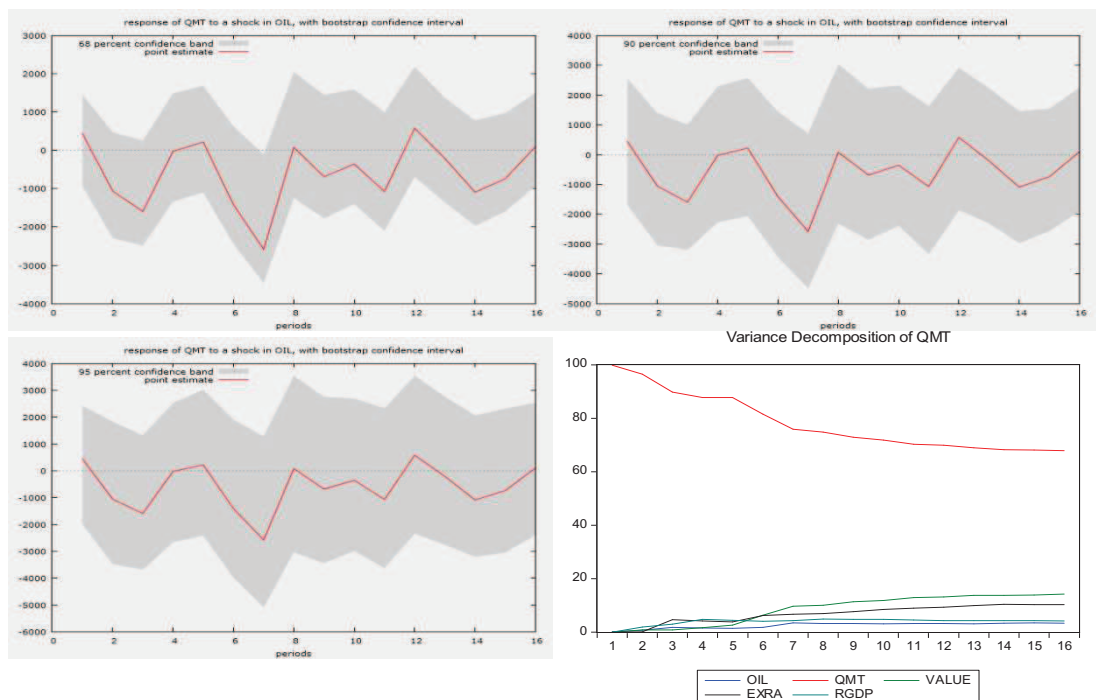 response of QMT to a shock in OIL, with bootstrap confidence interval
68 percent confidence band
point estimate
3000
2000
1000
0
-1000
-2000
-3000
-4000
0 2 4 6 8 10 12 14 16
periods
response of QMT to a shock in OIL, with bootstrap confidence interval
90 percent confidence band
point estimate
4000
3000
2000
1000
0
-1000
-2000
-3000
-4000
-5000
0 2 4 6 8 10 12 14 16
periods
response of QMT to a shock in OIL, with bootstrap confidence interval
95 percent confidence band
point estimate
4000
3000
2000
1000
0
-1000
-2000
-3000
-4000
-5000
-6000
0 2 4 6 8 10 12 14 16
periods
Variance Decomposition of QMT
100
80
60
40
20
0
1 2 3 4 5 6 7 8 9 10 11 12 13 14 15 16
OIL QMT VALUE
EXRA RGDP